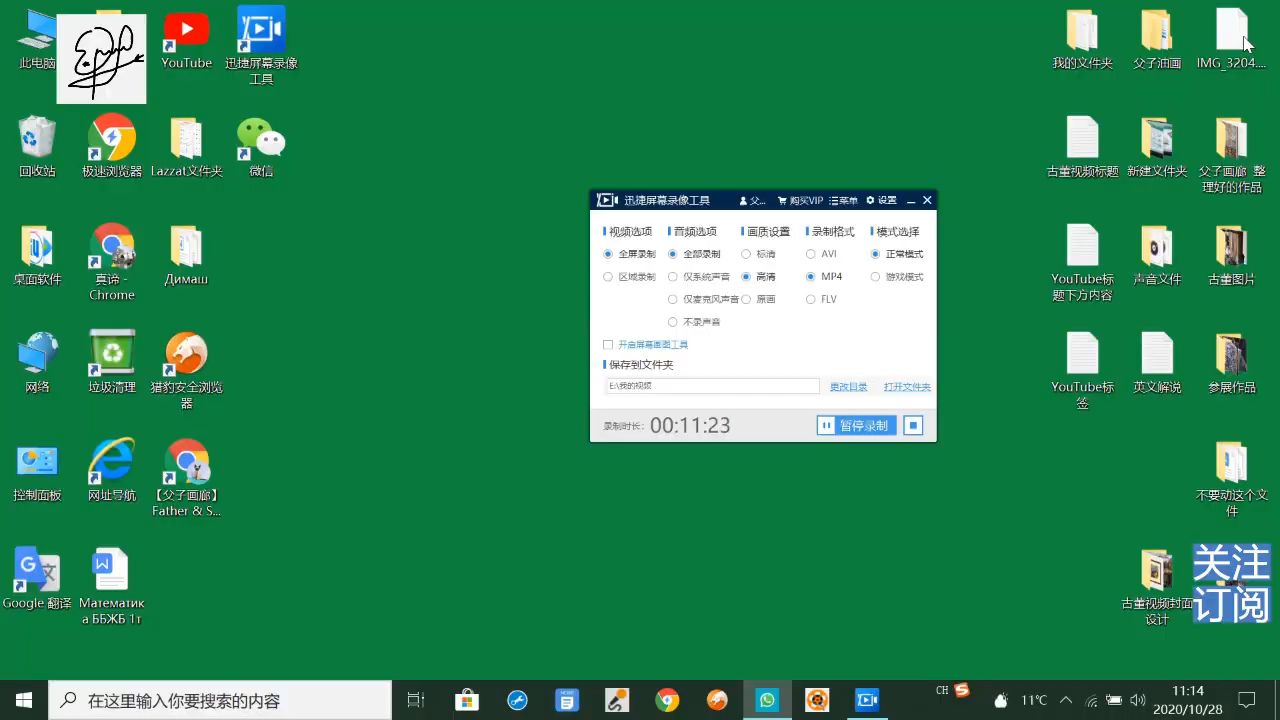 此电脑
YouTube
迅捷屏幕录像
工具
我的文件夹
父子油画
IMG_3204....
回收站
极速浏览器
Lazzat文件夹
微信
古董视频标题
新建文件夹
父子画廊 整
理好的作品
桌面软件
真谛 -
Chrome
Димаш
YouTube标
题下方内容
声音文件
古董图片
网络
垃圾清理
猎豹安全浏览
器
YouTube标
签
英文解说
参展作品
控制面板
网址导航
【父子画廊】
Father & S...
不要动这个文
件
Google 翻译
Математик
а ББЖБ 1т
古董视频封面
设计
关注
订阅
迅捷屏幕录像工具 父... 购买VIP 菜单 设置
视频选项 音频选项 画质设置 录制格式 模式选择
全屏录制 全部录制 标清 AVI 正常模式
区域录制 仅系统声音 高清 MP4 游戏模式
仅麦克风声音 原画 FLV
不录声音
开启屏幕画图工具
保存到文件夹
E:\我的视频 更改目录 打开文件夹
录制时长: 00:11:23 暂停录制
在这里输入你要搜索的内容
CH
11°C
11:14
2020/10/28